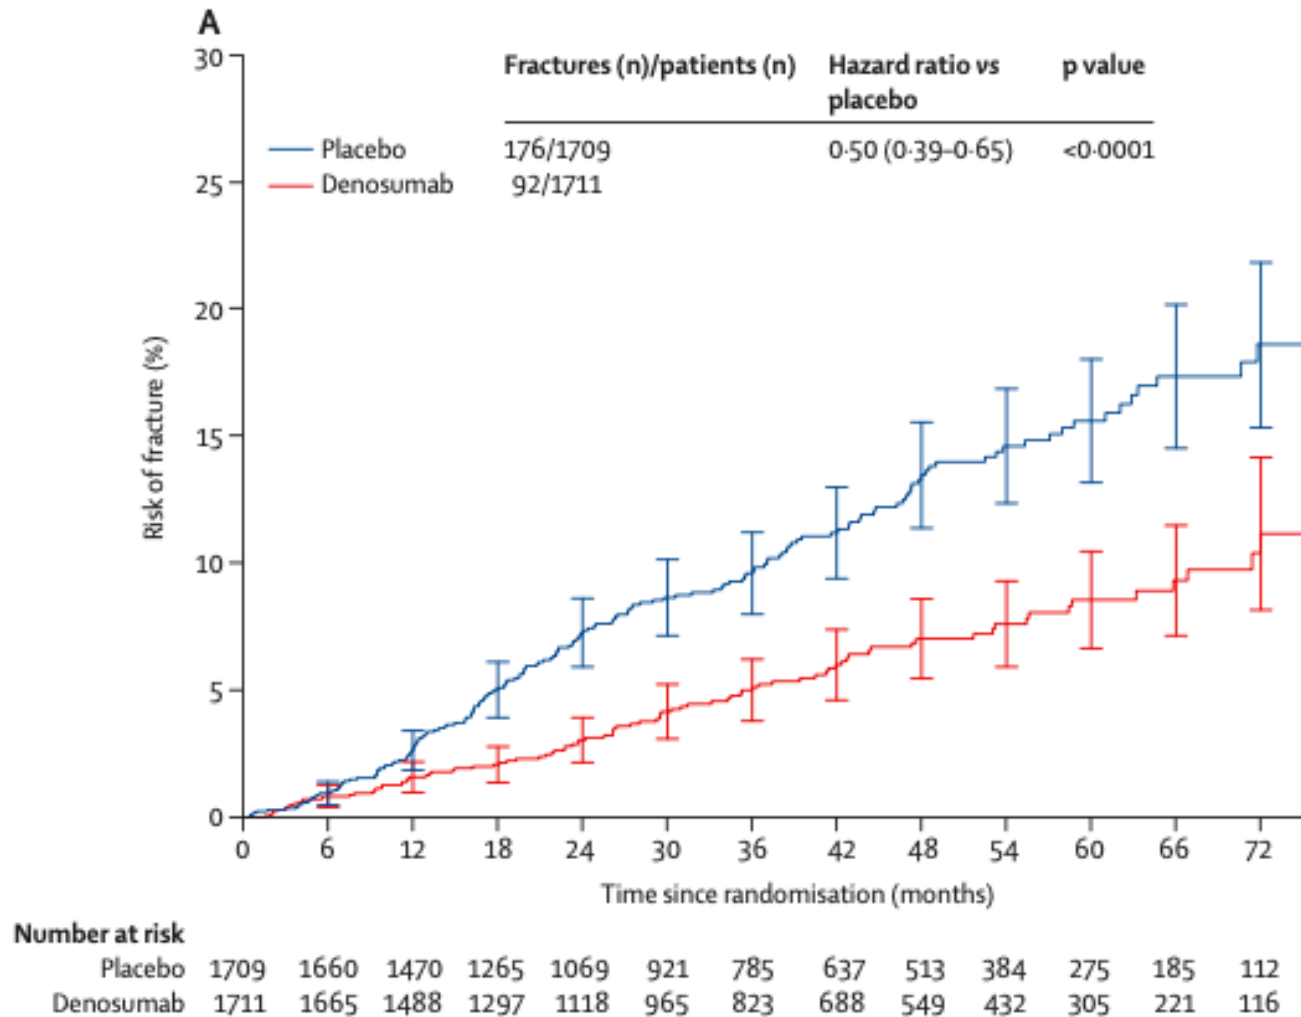 A
Fractures (n)/patients (n) Hazard ratio vs placebo p value
Placebo 176/1709 0·50 (0·39–0·65) <0·0001
Denosumab 92/1711
Risk of fracture (%)
30
25
20
15
10
5
0
0 6 12 18 24 30 36 42 48 54 60 66 72
Time since randomisation (months)
Number at risk
Placebo 1709 1660 1470 1265 1069 921 785 637 513 384 275 185 112
Denosumab 1711 1665 1488 1297 1118 965 823 688 549 432 305 221 116